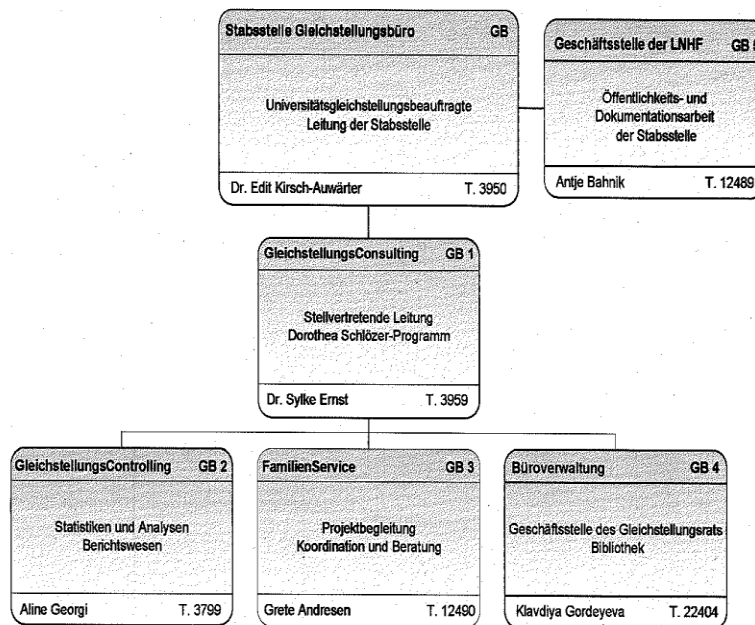 Stabsstelle Gleichstellungsbüro GB
Universitätsgleichstellungsbeauftragte
Leitung der Stabsstelle
Dr. Edit Kirsch-Auwärter T. 3950
Geschäftsstelle der LNHF GB
Öffentlichkeits- und
Dokumentationsarbeit
der Stabsstelle
Antje Bahnik T. 12489
GleichstellungsConsulting GB 1
Stellvertretende Leitung
Dorothea Schlözer-Programm
Dr. Sylke Ernst T. 3959
GleichstellungsControlling GB 2
Statistiken und Analysen
Berichtswesen
Aline Georgi T. 3799
FamilienService GB 3
Projektbegleitung
Koordination und Beratung
Grete Andresen T. 12490
Büroverwaltung GB 4
Geschäftsstelle des Gleichstellungsrats
Bibliothek
Klavdiya Gordeyeva T. 22404